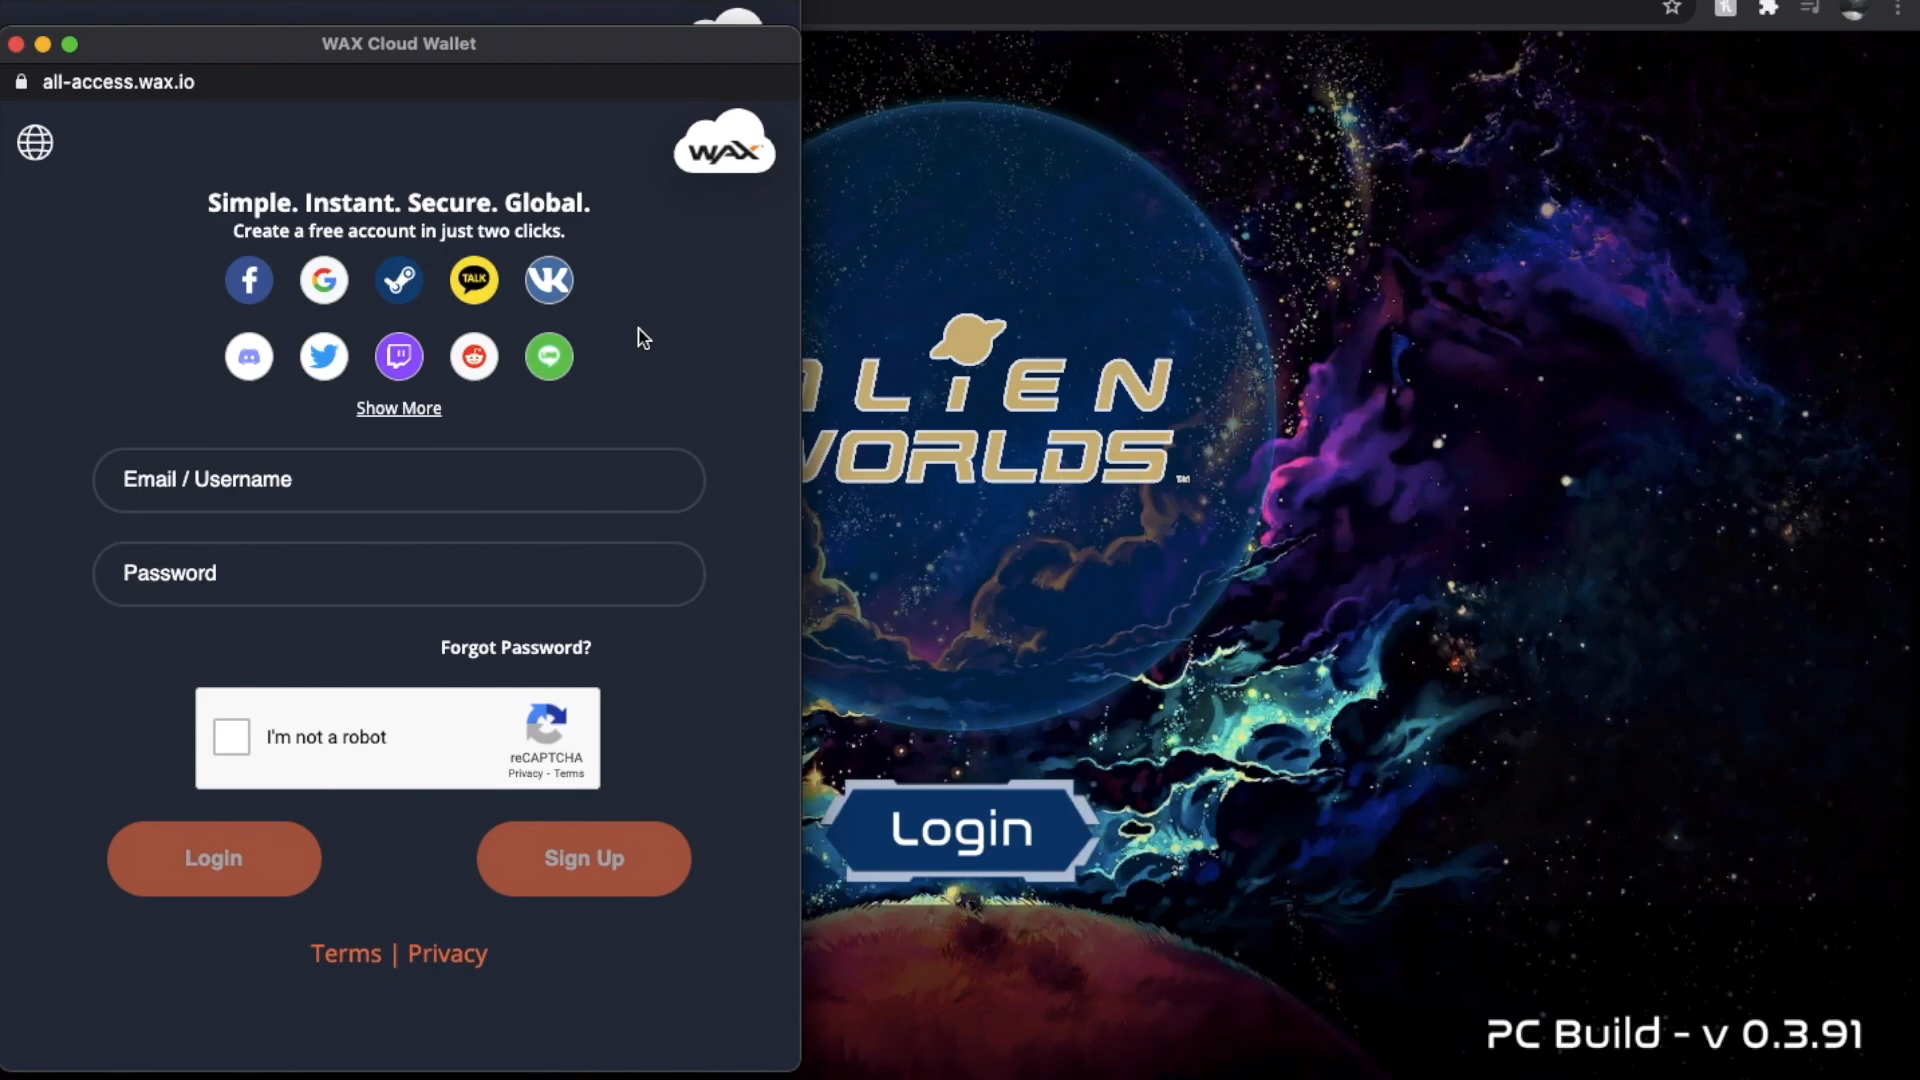 WAX Cloud Wallet
all-access.wax.io
WAX
Simple. Instant. Secure. Global.
Create a free account in just two clicks.
TALK
Show More
Email / Username
Password
Forgot Password?
I'm not a robot
reCAPTCHA
Privacy - Terms
Login
Sign Up
Terms | Privacy
LIEN
WORLDS™
Login
PC Build - v 0.3.91